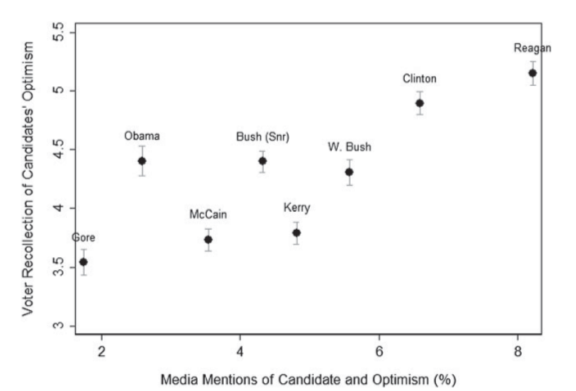 5.5
Reagan
Clinton
5
Voter Recollection of Candidates' Optimism
4.5
Obama
Bush (Snr)
W. Bush
4
McCain
Kerry
Gore
3.5
3
2
4
6
8
Media Mentions of Candidate and Optimism (%)